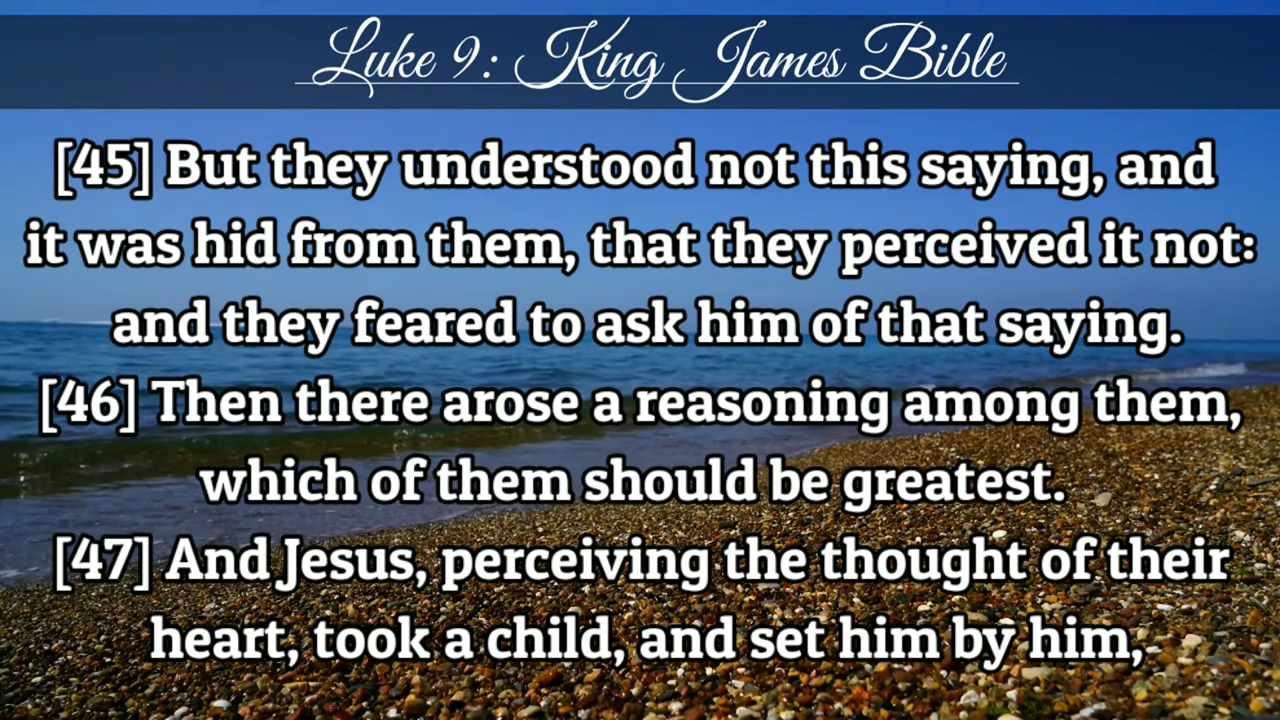 Luke 9: King James Bible
[45] But they understood not this saying, and
it was hid from them, that they perceived it not:
and they feared to ask him of that saying.
[46] Then there arose a reasoning among them,
which of them should be greatest.
[47] And Jesus, perceiving the thought of their
heart, took a child, and set him by him,